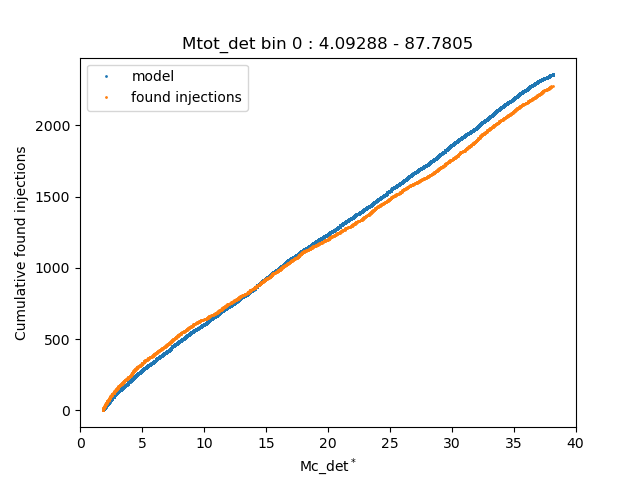 Mtot_det bin 0 : 4.09288 - 87.7805
model
found injections
Cumulative found injections
2000
1500
1000
500
0
0 5 10 15 20 25 30 35 40
Mc_det*